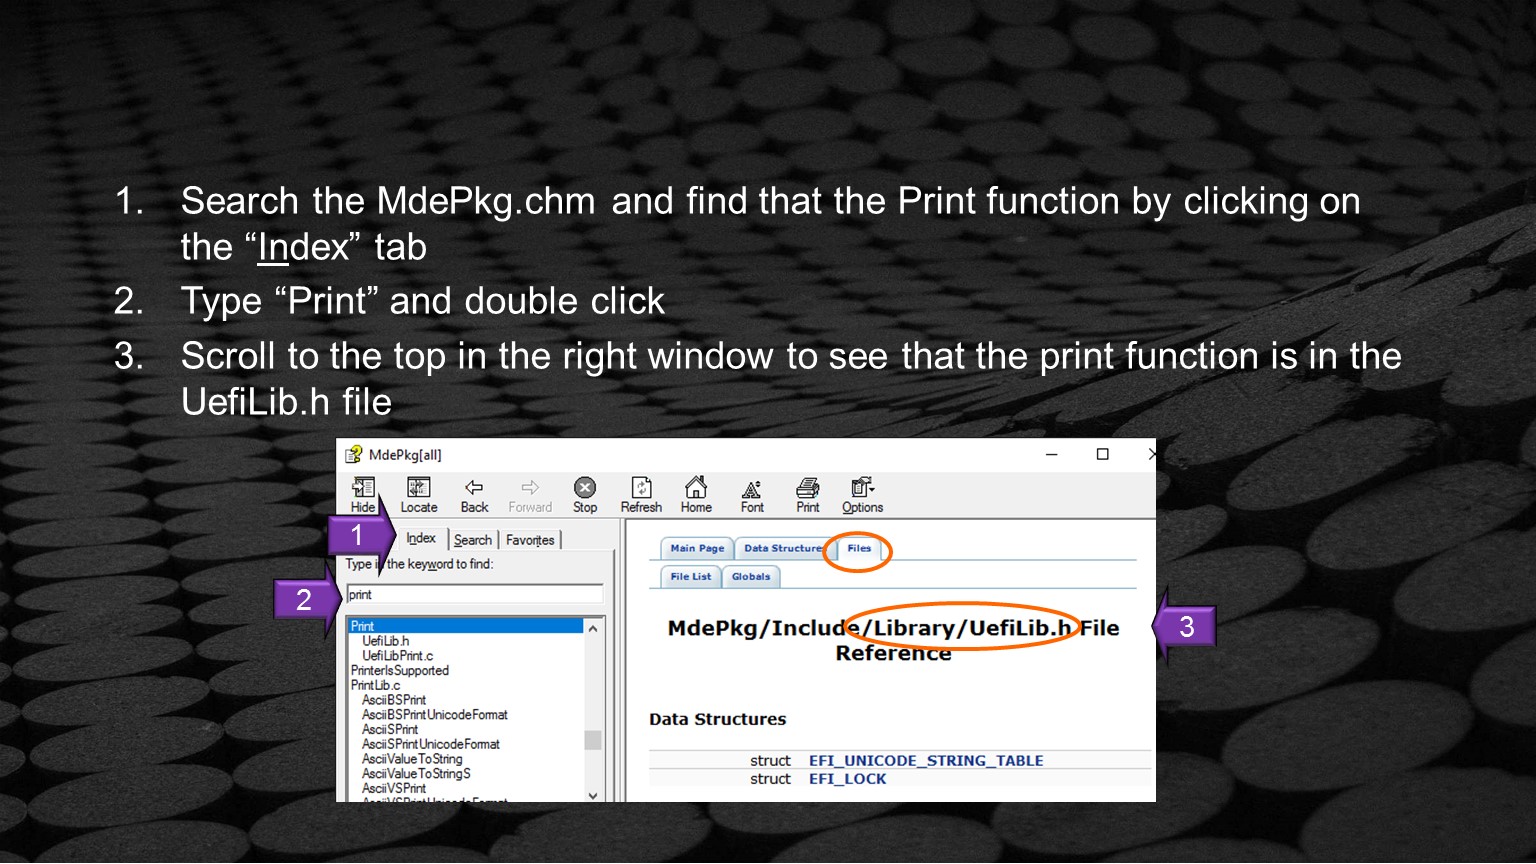 1. Search the MdePkg.chm and find that the Print function by clicking on
the “Index” tab
2. Type “Print” and double click
3. Scroll to the top in the right window to see that the print function is in the
UefiLib.h file
MdePkg[all]
Hide Locate Back Forward Stop Refresh Home Font Print Options
1
Index Search Favorites
Type in the keyword to find:
2
print
Print
UefiLib.h
UefiLibPrint.c
PrinterIsSupported
PrintLib.c
AsciiBSPrint
AsciiBSPrintUnicodeFormat
AsciiSPrint
AsciiSPrintUnicodeFormat
AsciiValueToString
AsciiValueToStringS
AsciiVSPrint
AsciiVSPrintUnicodeFormat
Main Page Data Structures Files
File List Globals
MdePkg/Include/Library/UefiLib.h File
Reference
3
Data Structures
struct EFI_UNICODE_STRING_TABLE
struct EFI_LOCK